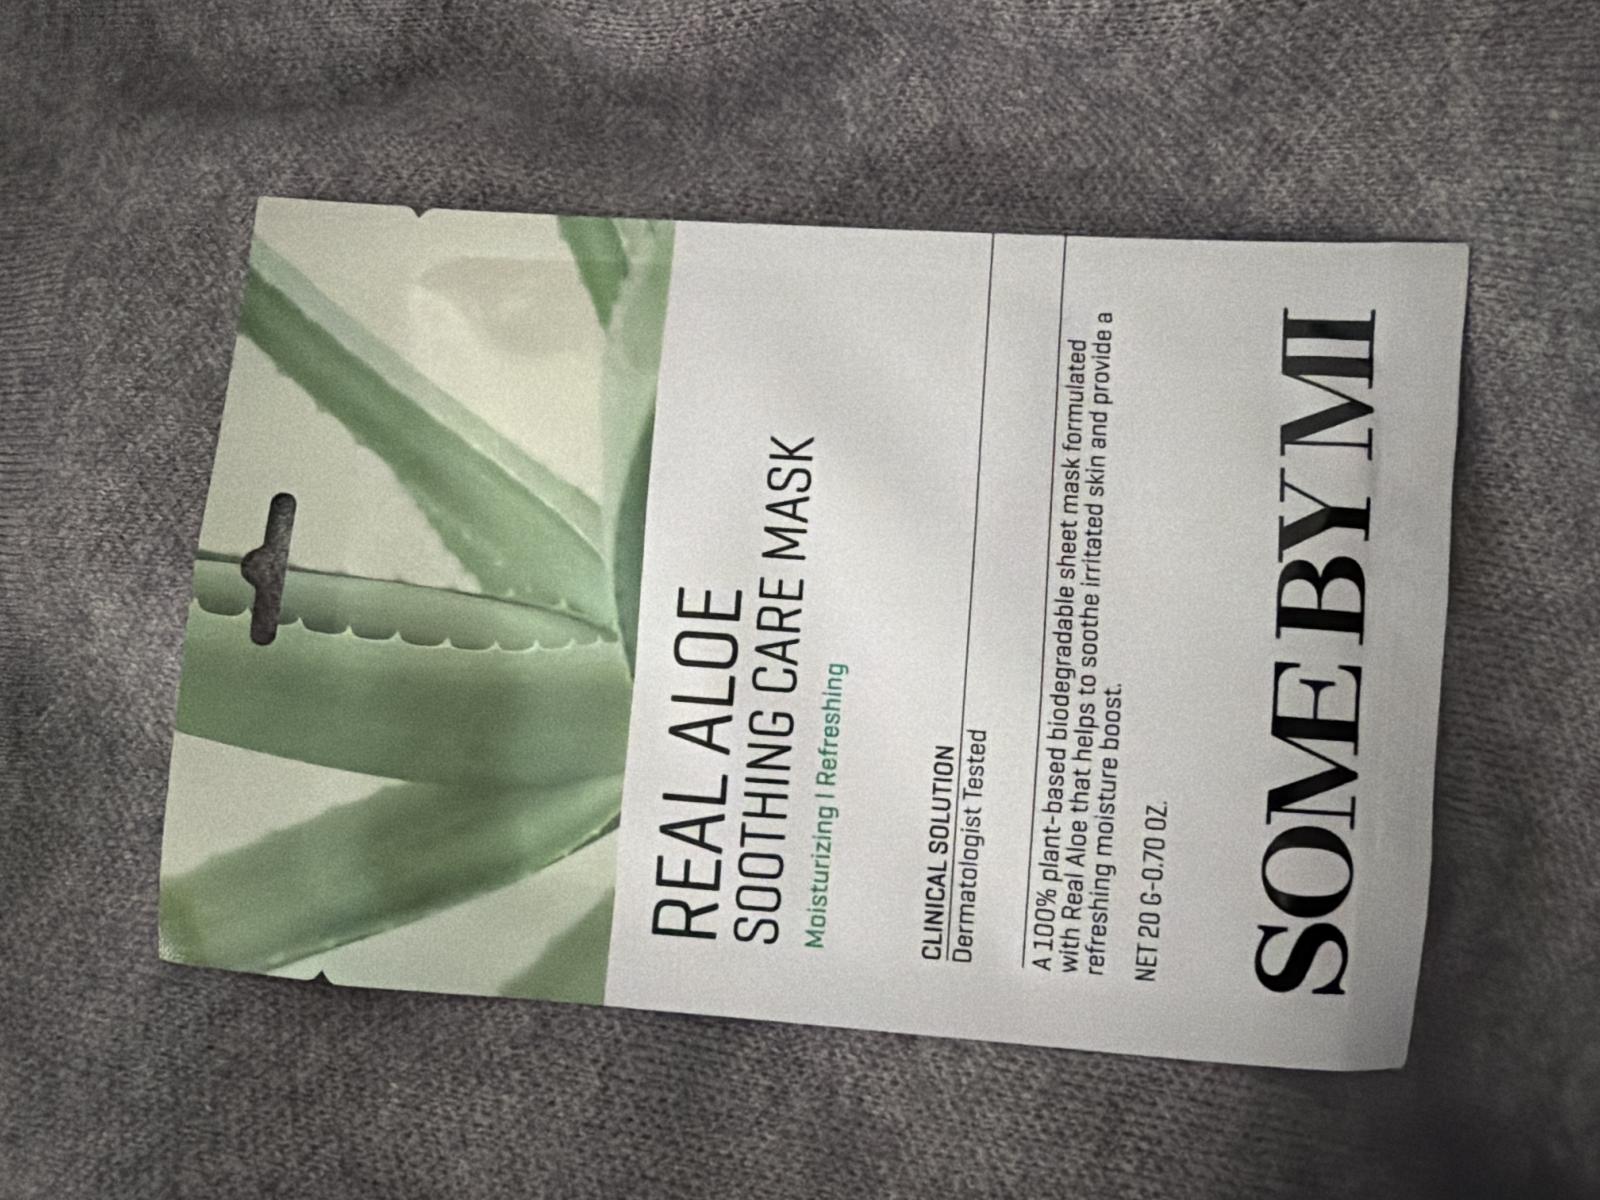 REAL ALOE
SOOTHING CARE MASK
Moisturizing | Refreshing
CLINICAL SOLUTION
Dermatologist Tested
A 100% plant-based biodegradable sheet mask formulated
with Real Aloe that helps to soothe irritated skin and provide a
refreshing moisture boost.
NET 20 G-0.70 OZ.
SOME BY MI